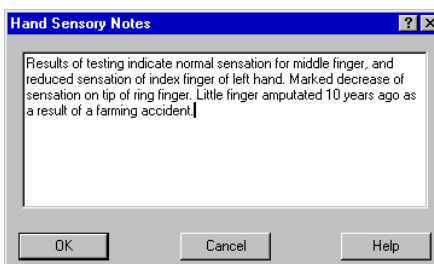 Hand Sensory Notes
Results of testing indicate normal sensation for middle finger, and
reduced sensation of index finger of left hand. Marked decrease of
sensation on tip of ring finger. Little finger amputated 10 years ago as
a result of a farming accident.
OK Cancel Help